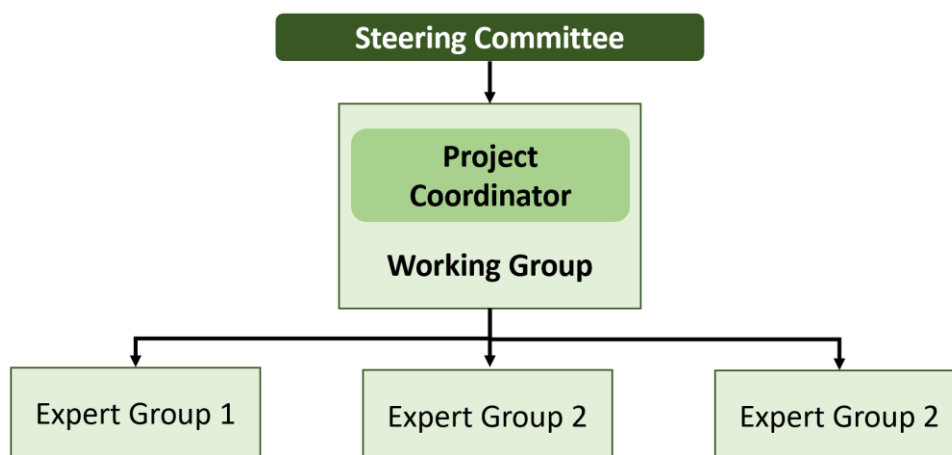 Steering Committee
Project
Coordinator
Working Group
Expert Group 1
Expert Group 2
Expert Group 2